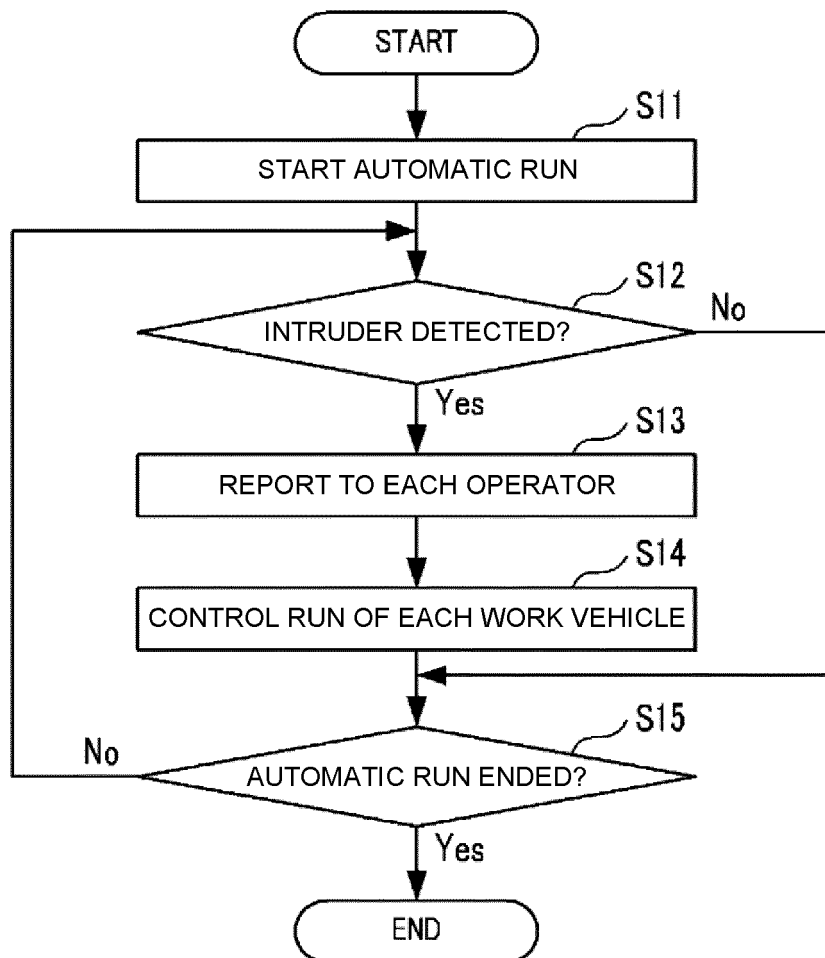 START
S11
START AUTOMATIC RUN
S12
INTRUDER DETECTED?
No
Yes
S13
REPORT TO EACH OPERATOR
S14
CONTROL RUN OF EACH WORK VEHICLE
S15
No
AUTOMATIC RUN ENDED?
Yes
END